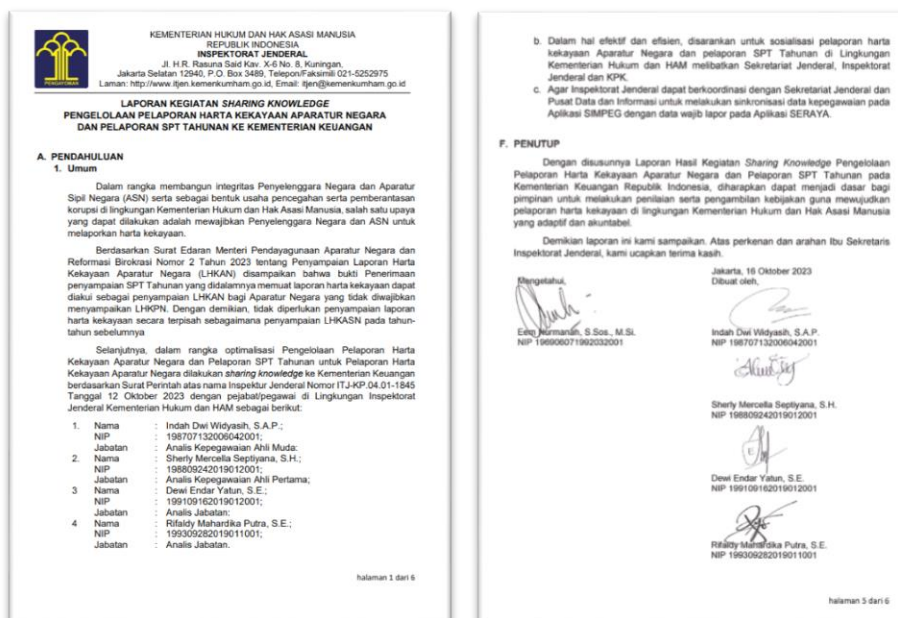 KEMENTERIAN HUKUM DAN HAK ASASI MANUSIA
REPUBLIK INDONESIA
INSPEKTORAT JENDERAL
Jl. H.R. Rasuna Said Kav. X-6 No. 8, Kuningan,
Jakarta Selatan 12940, P.O. Box 3489, Telepon/Faksimili 021-5252975
Laman: http://www.itjen.kemenkumham.go.id, Email: itjen@kemenkumham.go.id
PENGAYOMAN
LAPORAN KEGIATAN SHARING KNOWLEDGE
PENGELOLAAN PELAPORAN HARTA KEKAYAAN APARATUR NEGARA
DAN PELAPORAN SPT TAHUNAN KE KEMENTERIAN KEUANGAN
A. PENDAHULUAN
1. Umum
Dalam rangka membangun integritas Penyelenggara Negara dan Aparatur
Sipil Negara (ASN) serta sebagai bentuk usaha pencegahan serta pemberantasan
korupsi di lingkungan Kementerian Hukum dan Hak Asasi Manusia, salah satu upaya
yang dapat dilakukan adalah mewajibkan Penyelenggara Negara dan ASN untuk
melaporkan harta kekayaan.
Berdasarkan Surat Edaran Menteri Pendayagunaan Aparatur Negara dan
Reformasi Birokrasi Nomor 2 Tahun 2023 tentang Penyampaian Laporan Harta
Kekayaan Aparatur Negara (LHKAN) disampaikan bahwa bukti Penerimaan
penyampaian SPT Tahunan yang didalamnya memuat laporan harta kekayaan dapat
diakui sebagai penyampaian LHKAN bagi Aparatur Negara yang tidak diwajibkan
menyampaikan LHKPN. Dengan demikian, tidak diperlukan penyampaian laporan
harta kekayaan secara terpisah sebagaimana penyampaian LHKASN pada tahun-
tahun sebelumnya
Selanjutnya, dalam rangka optimalisasi Pengelolaan Pelaporan Harta
Kekayaan Aparatur Negara dan Pelaporan SPT Tahunan untuk Pelaporan Harta
Kekayaan Aparatur Negara dilakukan sharing knowledge ke Kementerian Keuangan
berdasarkan Surat Perintah atas nama Inspektur Jenderal Nomor ITJ-KP.04.01-1845
Tanggal 12 Oktober 2023 dengan pejabat/pegawai di Lingkungan Inspektorat
Jenderal Kementerian Hukum dan HAM sebagai berikut:
1. Nama : Indah Dwi Widyasih, S.A.P.;
NIP : 198707132006042001;
Jabatan : Analis Kepegawaian Ahli Muda:
2. Nama : Sherly Mercella Septiyana, S.H.;
NIP : 198809242019012001;
Jabatan : Analis Kepegawaian Ahli Pertama;
3 Nama : Dewi Endar Yatun, S.E.;
NIP : 199109162019012001;
Jabatan : Analis Jabatan:
4 Nama : Rifaldy Mahardika Putra, S.E.;
NIP : 199309282019011001;
Jabatan : Analis Jabatan.
halaman 1 dari 6
b. Dalam hal efektif dan efisien, disarankan untuk sosialisasi pelaporan harta
kekayaan Aparatur Negara dan pelaporan SPT Tahunan di Lingkungan
Kementerian Hukum dan HAM melibatkan Sekretariat Jenderal, Inspektorat
Jenderal dan KPK.
c. Agar Inspektorat Jenderal dapat berkoordinasi dengan Sekretariat Jenderal dan
Pusat Data dan Informasi untuk melakukan sinkronisasi data kepegawaian pada
Aplikasi SIMPEG dengan data wajib lapor pada Aplikasi SERAYA.
F. PENUTUP
Dengan disusunnya Laporan Hasil Kegiatan Sharing Knowledge Pengelolaan
Pelaporan Harta Kekayaan Aparatur Negara dan Pelaporan SPT Tahunan pada
Kementerian Keuangan Republik Indonesia, diharapkan dapat menjadi dasar bagi
pimpinan untuk melakukan penilaian serta pengambilan kebijakan guna mewujudkan
pelaporan harta kekayaan di lingkungan Kementerian Hukum dan Hak Asasi Manusia
yang adaptif dan akuntabel.
Demikian laporan ini kami sampaikan. Atas perkenan dan arahan Ibu Sekretaris
Inspektorat Jenderal, kami ucapkan terima kasih.
Mengetahui,
Eem Nurmanah, S.Sos., M.Si.
NIP 196906071992032001
Jakarta, 16 Oktober 2023
Dibuat oleh,
Indah Dwi Widyasih, S.A.P.
NIP 198707132006042001
Sherly Mercella Septiyana, S.H.
NIP 198809242019012001
Dewi Endar Yatun, S.E.
NIP 199109162019012001
Rifaldy Mahardika Putra, S.E.
NIP 199309282019011001
halaman 5 dari 6